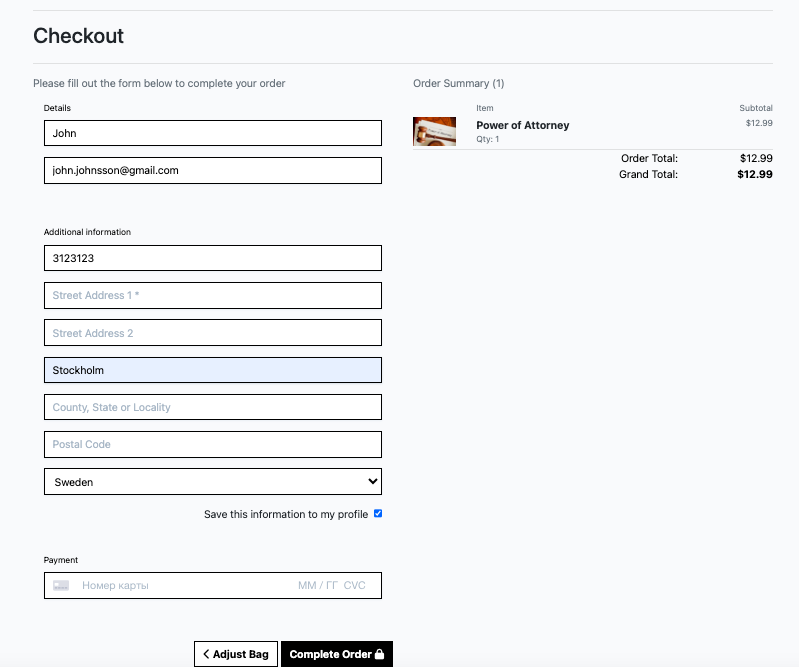 Checkout
Please fill out the form below to complete your order
Details
John
john.johnsson@gmail.com
Additional information
3123123
Street Address 1 *
Street Address 2
Stockholm
County, State or Locality
Postal Code
Sweden
Save this information to my profile
Payment
Номер карты ММ / ГГ CVC
Adjust Bag
Complete Order
Order Summary (1)
Item Subtotal
Power of Attorney $12.99
Qty: 1
Order Total: $12.99
Grand Total: $12.99